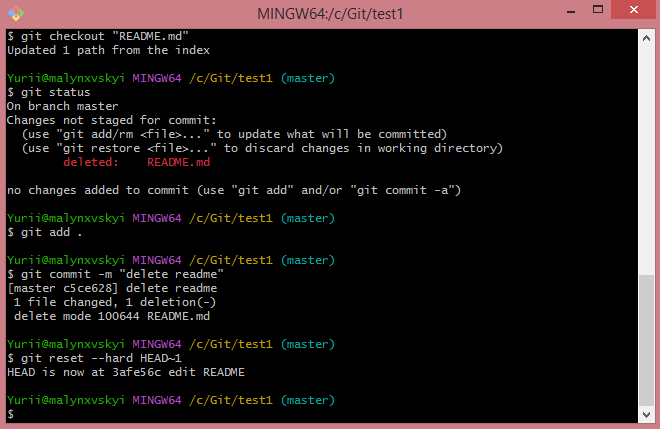 MINGW64:/c/Git/test1
$ git checkout "README.md"
Updated 1 path from the index
Yurii@malynxvskyi MINGW64 /c/Git/test1 (master)
$ git status
On branch master
Changes not staged for commit:
  (use "git add/rm <file>..." to update what will be committed)
  (use "git restore <file>..." to discard changes in working directory)
        deleted:    README.md
no changes added to commit (use "git add" and/or "git commit -a")
Yurii@malynxvskyi MINGW64 /c/Git/test1 (master)
$ git add .
Yurii@malynxvskyi MINGW64 /c/Git/test1 (master)
$ git commit -m "delete readme"
[master c5ce628] delete readme
 1 file changed, 1 deletion(-)
 delete mode 100644 README.md
Yurii@malynxvskyi MINGW64 /c/Git/test1 (master)
$ git reset --hard HEAD~1
HEAD is now at 3afe56c edit README
Yurii@malynxvskyi MINGW64 /c/Git/test1 (master)
$